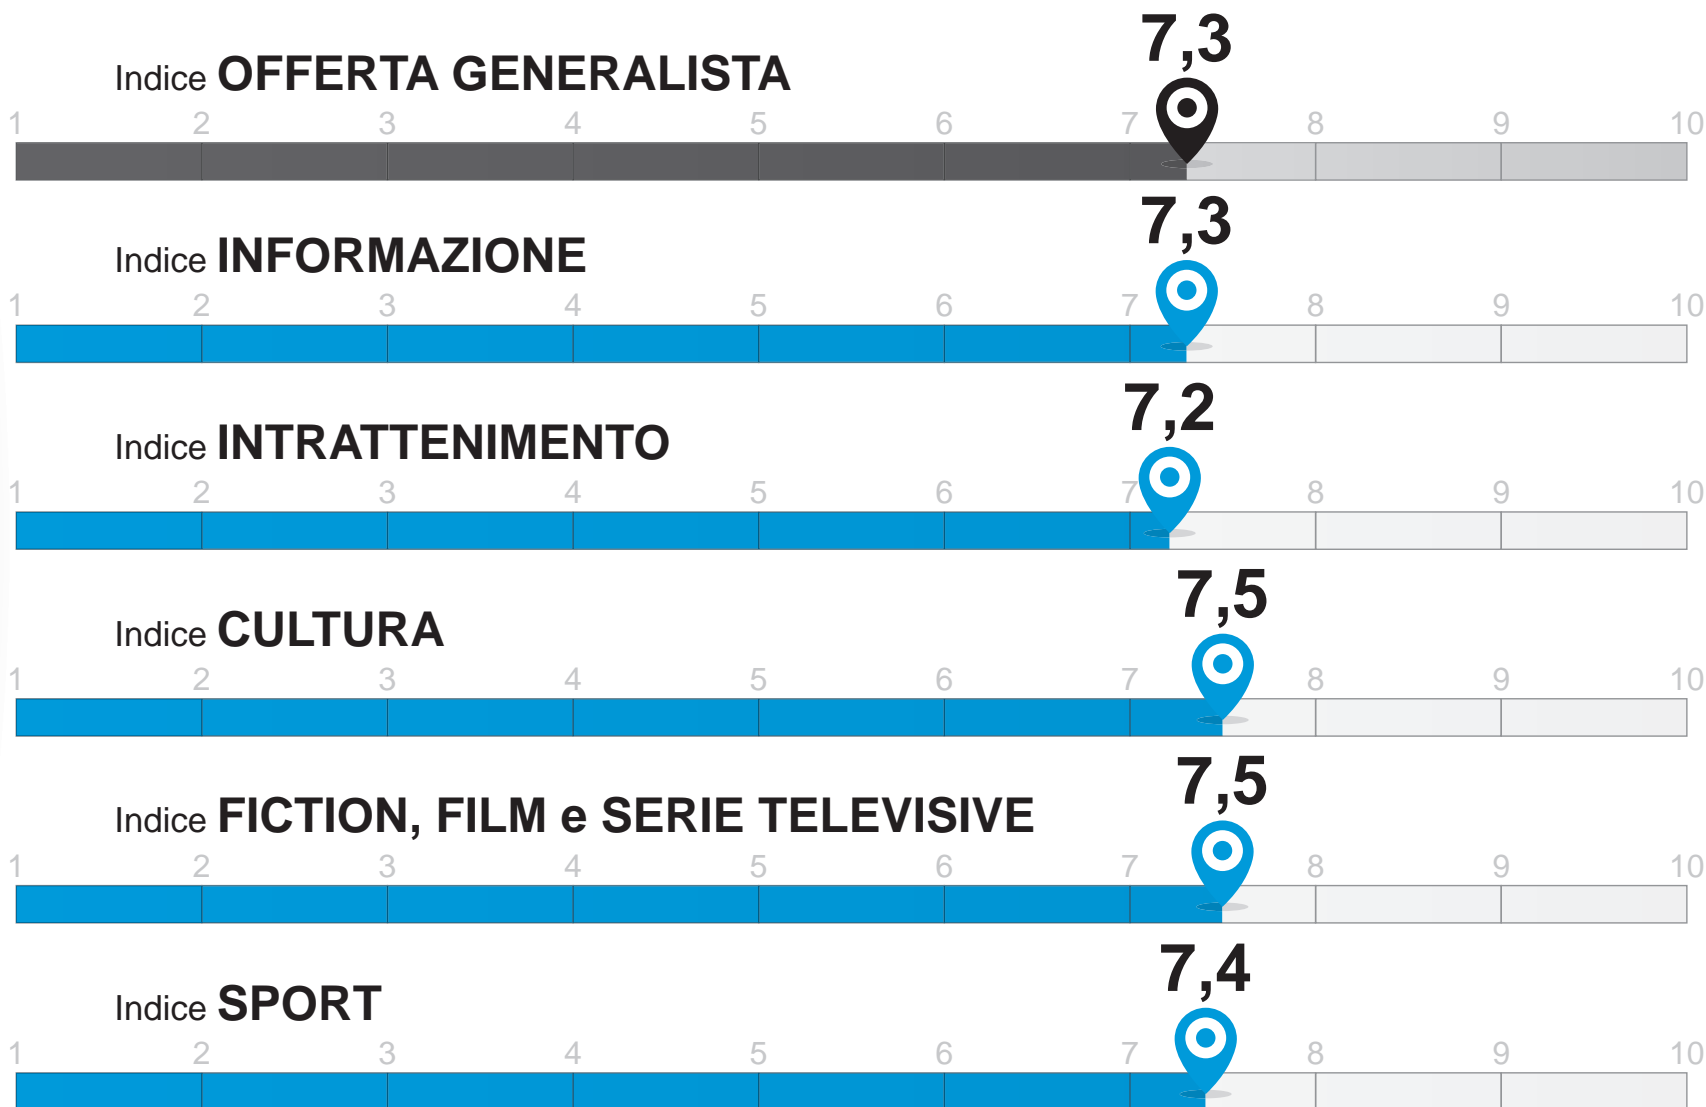 7,3
Indice OFFERTA GENERALISTA
1 2 3 4 5 6 7 8 9 10
7,3
Indice INFORMAZIONE
1 2 3 4 5 6 7 8 9 10
7,2
Indice INTRATTENIMENTO
1 2 3 4 5 6 7 8 9 10
7,5
Indice CULTURA
1 2 3 4 5 6 7 8 9 10
7,5
Indice FICTION, FILM e SERIE TELEVISIVE
1 2 3 4 5 6 7 8 9 10
7,4
Indice SPORT
1 2 3 4 5 6 7 8 9 10